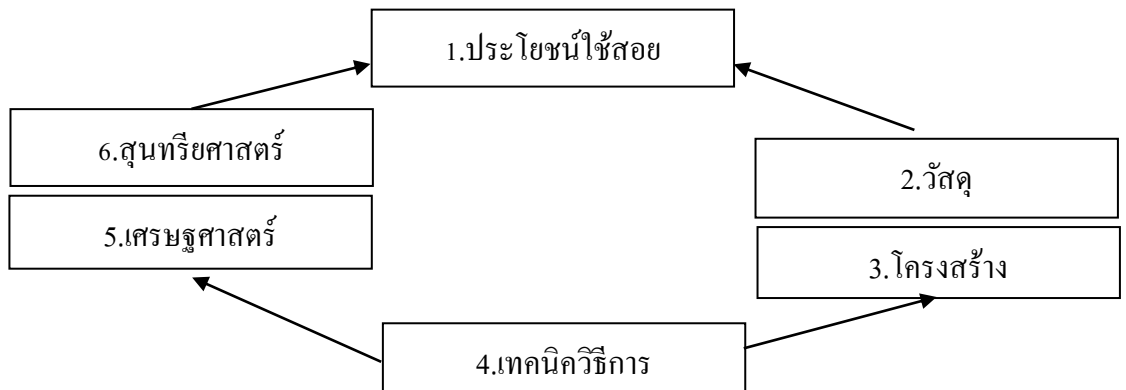 1.ประโยชน์ใช้สอย
6.สุนทรียศาสตร์
2.วัสดุ
5.เศรษฐศาสตร์
3.โครงสร้าง
4.เทคนิควิธีการ